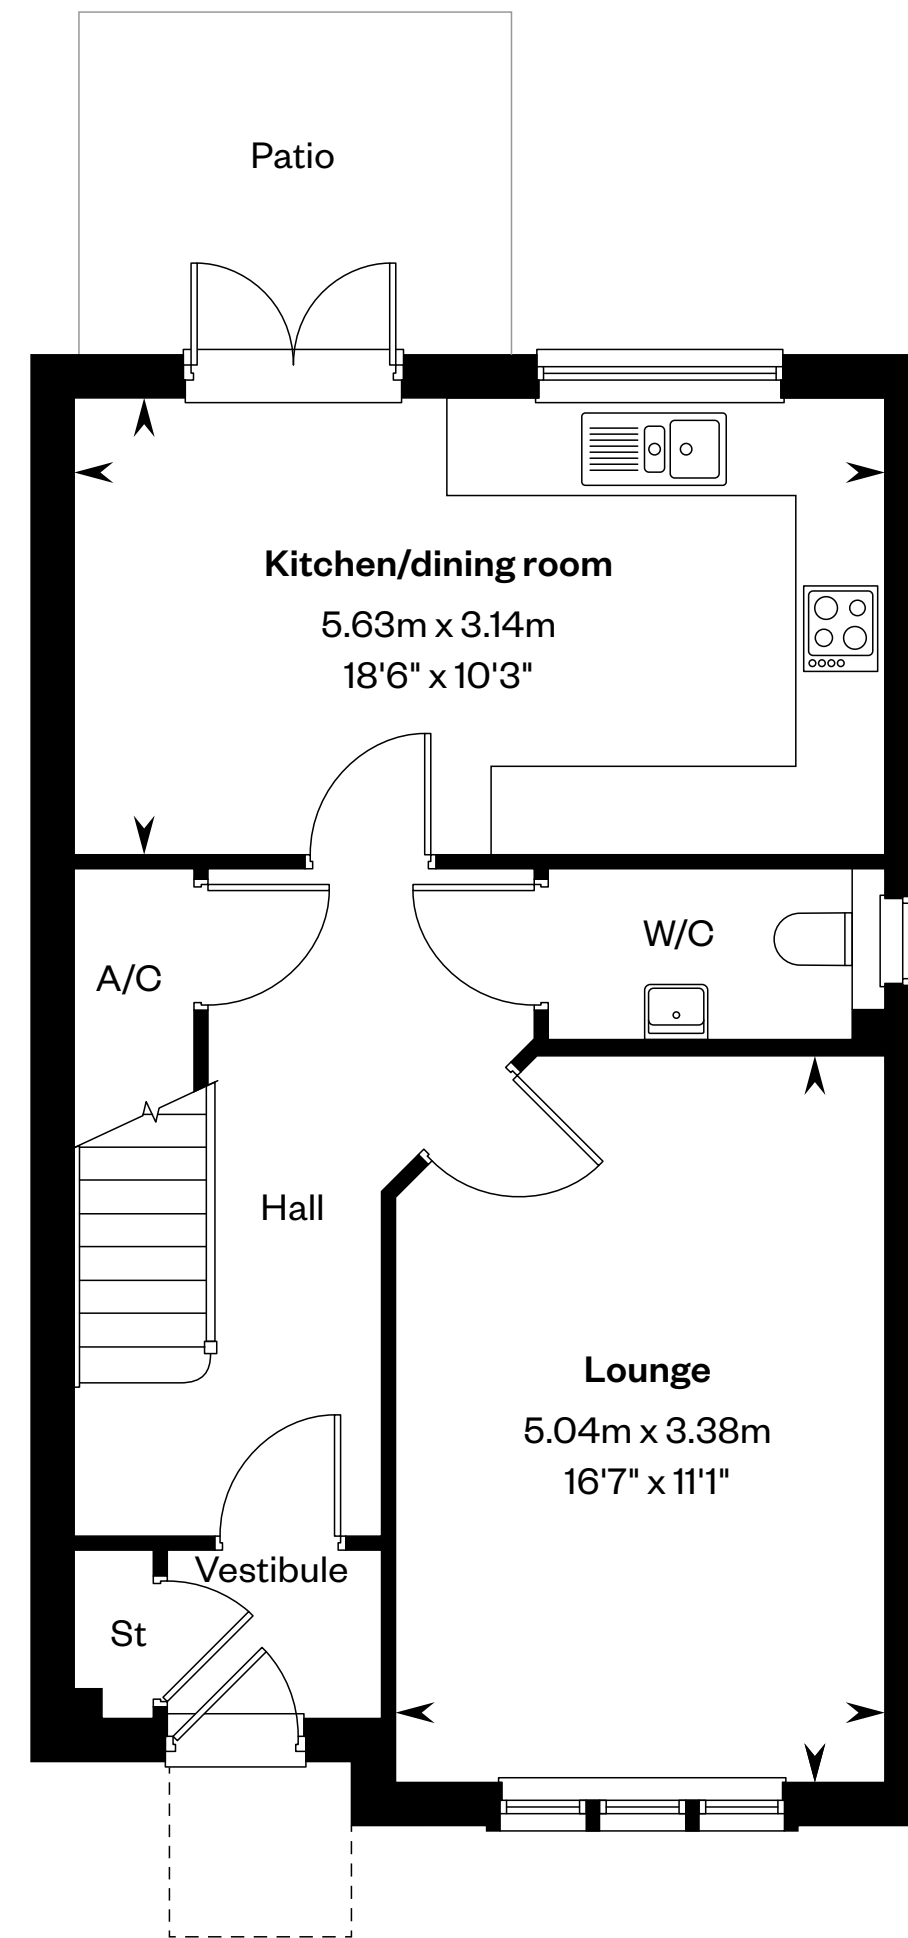 Patio
Kitchen/dining room
5.63m x 3.14m
18'6" x 10'3"
W/C
A/C
Hall
Lounge
5.04m x 3.38m
16'7" x 11'1"
Vestibule
St